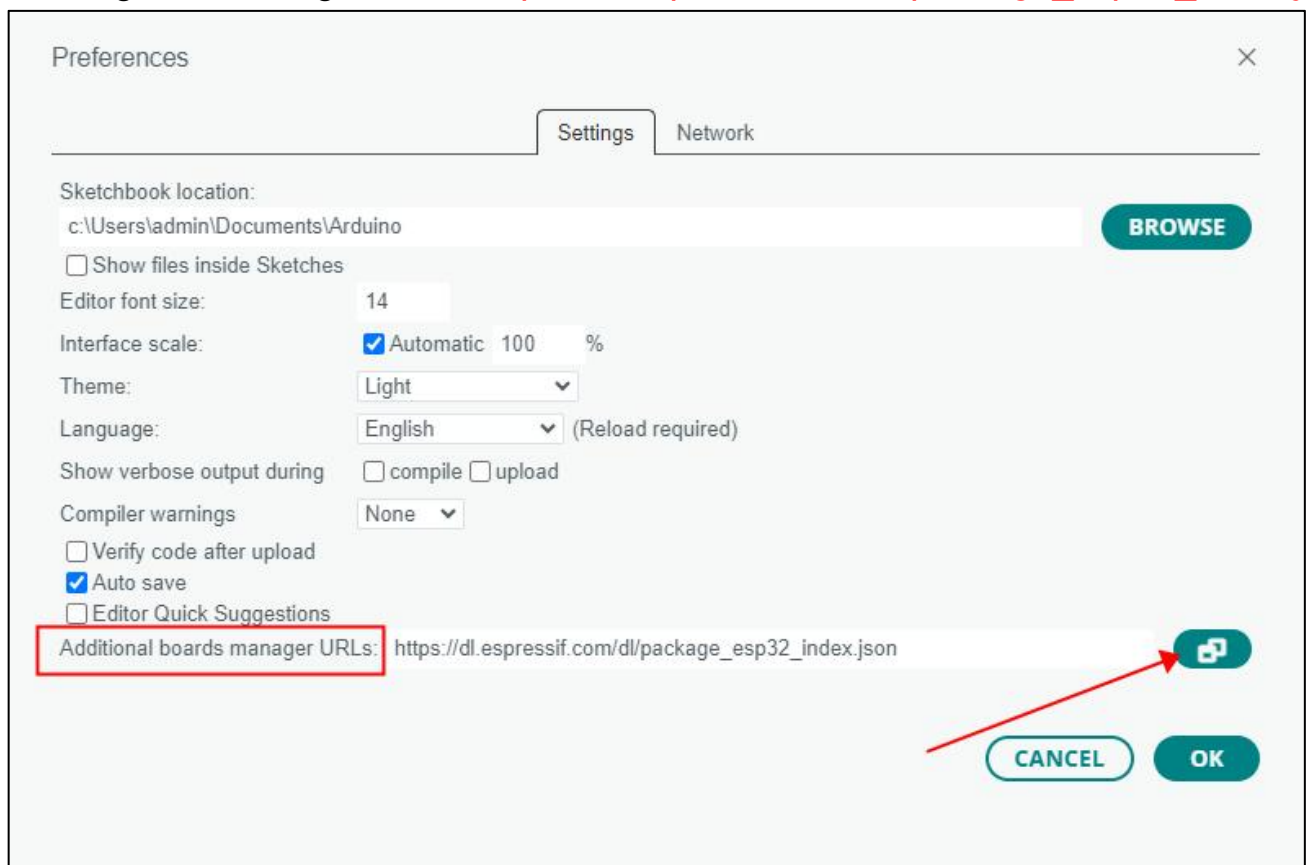 Preferences
Settings Network
Sketchbook location:
c:\Users\admin\Documents\Arduino BROWSE
Show files inside Sketches
Editor font size: 14
Interface scale: Automatic 100 %
Theme: Light
Language: English (Reload required)
Show verbose output during compile upload
Compiler warnings None
Verify code after upload
Auto save
Editor Quick Suggestions
Additional boards manager URLs: https://dl.espressif.com/dl/package_esp32_index.json
CANCEL OK